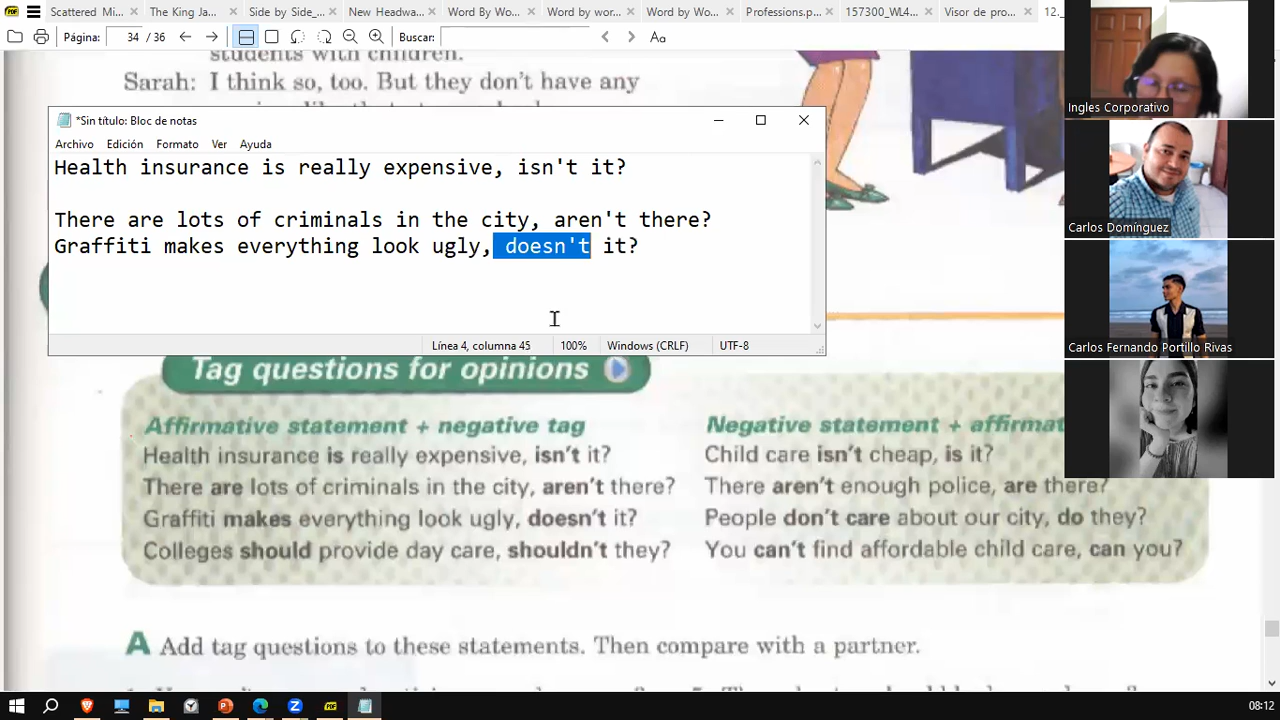 Scattered Mi...
The King Ja...
Side by Side_...
New Headwa...
Word By Wo...
Word by wor...
Word by Wo...
Professions.p...
157300_WL4...
Visor de pro...
12._
Página:
34 / 36
Buscar:
Aa
students with children.
Sarah: I think so, too. But they don't have any
*Sin título: Bloc de notas
Archivo Edición Formato Ver Ayuda
Health insurance is really expensive, isn't it?
There are lots of criminals in the city, aren't there?
Graffiti makes everything look ugly, doesn't it?
Línea 4, columna 45
100%
Windows (CRLF)
UTF-8
Tag questions for opinions
Affirmative statement + negative tag
Health insurance is really expensive, isn't it?
There are lots of criminals in the city, aren't there?
Graffiti makes everything look ugly, doesn't it?
Colleges should provide day care, shouldn't they?
Negative statement + affirmat
Child care isn't cheap, is it?
There aren't enough police, are there?
People don't care about our city, do they?
You can't find affordable child care, can you?
A Add tag questions to these statements. Then compare with a partner.
Ingles Corporativo
Carlos Domínguez
Carlos Fernando Portillo Rivas
08:12